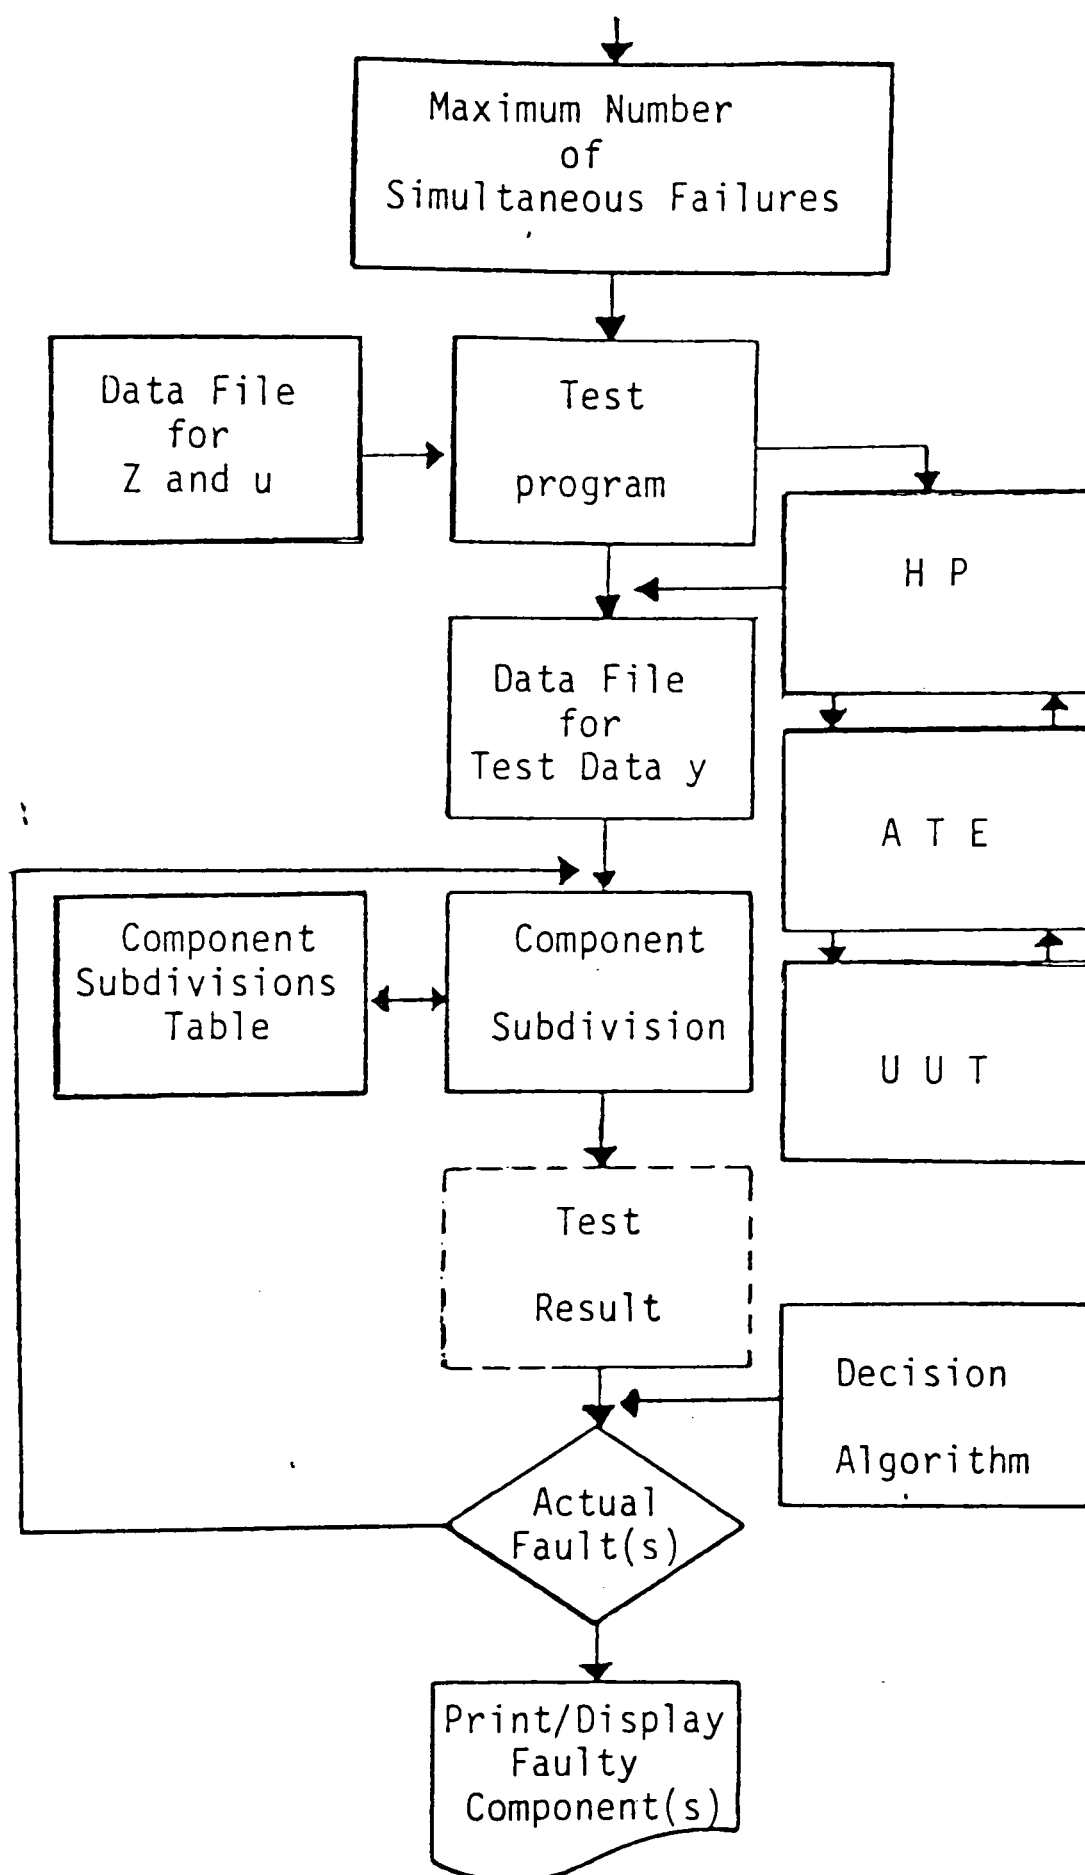 Maximum Number
of
Simultaneous Failures
Data File
for
Z and u
Test
program
H P
Data File
for
Test Data y
A T E
Component
Subdivisions
Table
Component
Subdivision
U U T
Test
Result
Decision
Algorithm
Actual
Fault(s)
Print/Display
Faulty
Component(s)